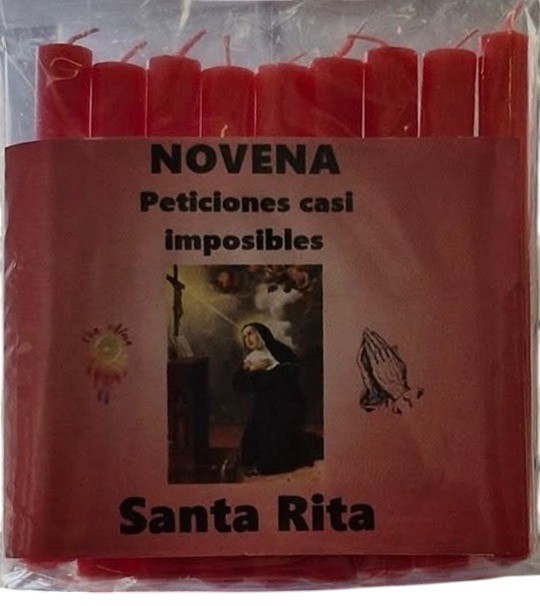 NOVENA
Peticiones casi
imposibles
Santa Rita